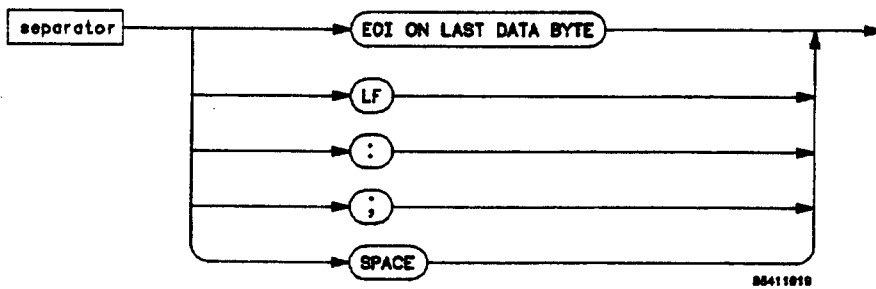 separator
EOI ON LAST DATA BYTE
LF
:
;
SPACE